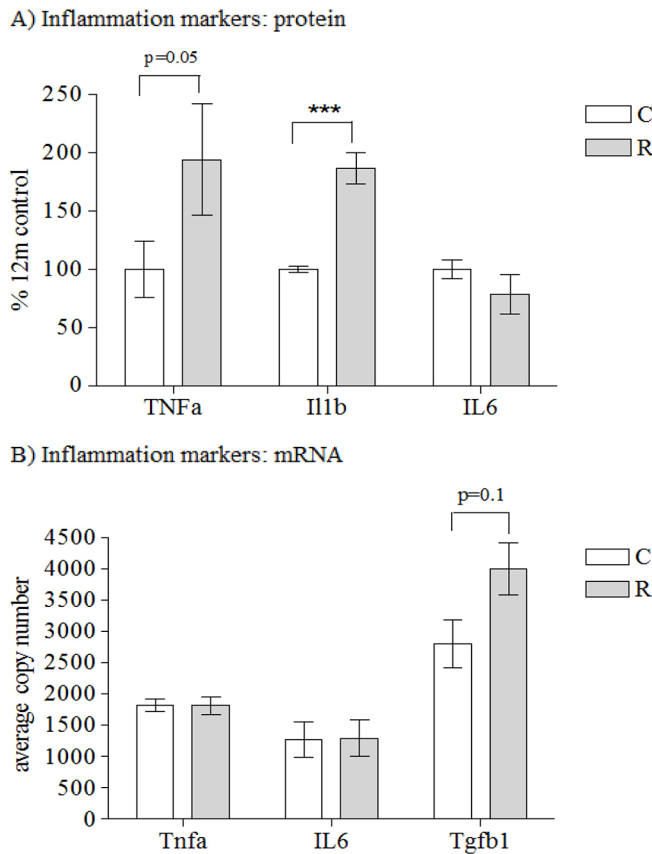 A) Inflammation markers: protein
p=0.05
***
250
200
150
100
50
0
% 12m control
TNFa Il1b IL6
C
R
B) Inflammation markers: mRNA
p=0.1
4500
4000
3500
3000
2500
2000
1500
1000
500
0
average copy number
Tnfa IL6 Tgfb1
C
R